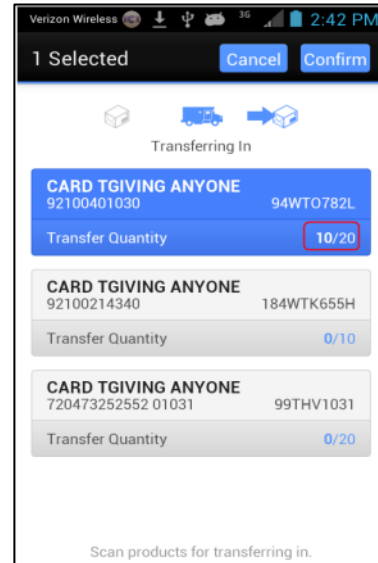 Verizon Wireless 3G 2:42 PM
1 Selected Cancel Confirm
Transferring In
CARD TGIVING ANYONE
92100401030 94WTO782L
Transfer Quantity 10/20
CARD TGIVING ANYONE
92100214340 184WTK655H
Transfer Quantity 0/10
CARD TGIVING ANYONE
720473252552 01031 99THV1031
Transfer Quantity 0/20
Scan products for transferring in.